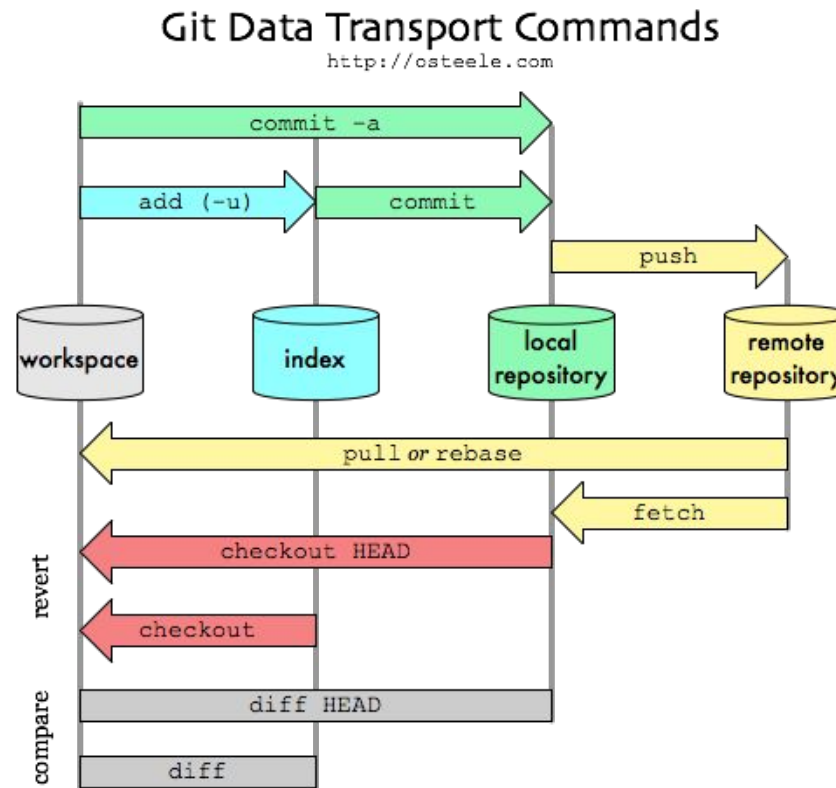 Git Data Transport Commands
http://osteele.com
commit -a
add (-u)
commit
push
workspace
index
local
repository
remote
repository
pull or rebase
fetch
revert
checkout HEAD
checkout
compare
diff HEAD
diff